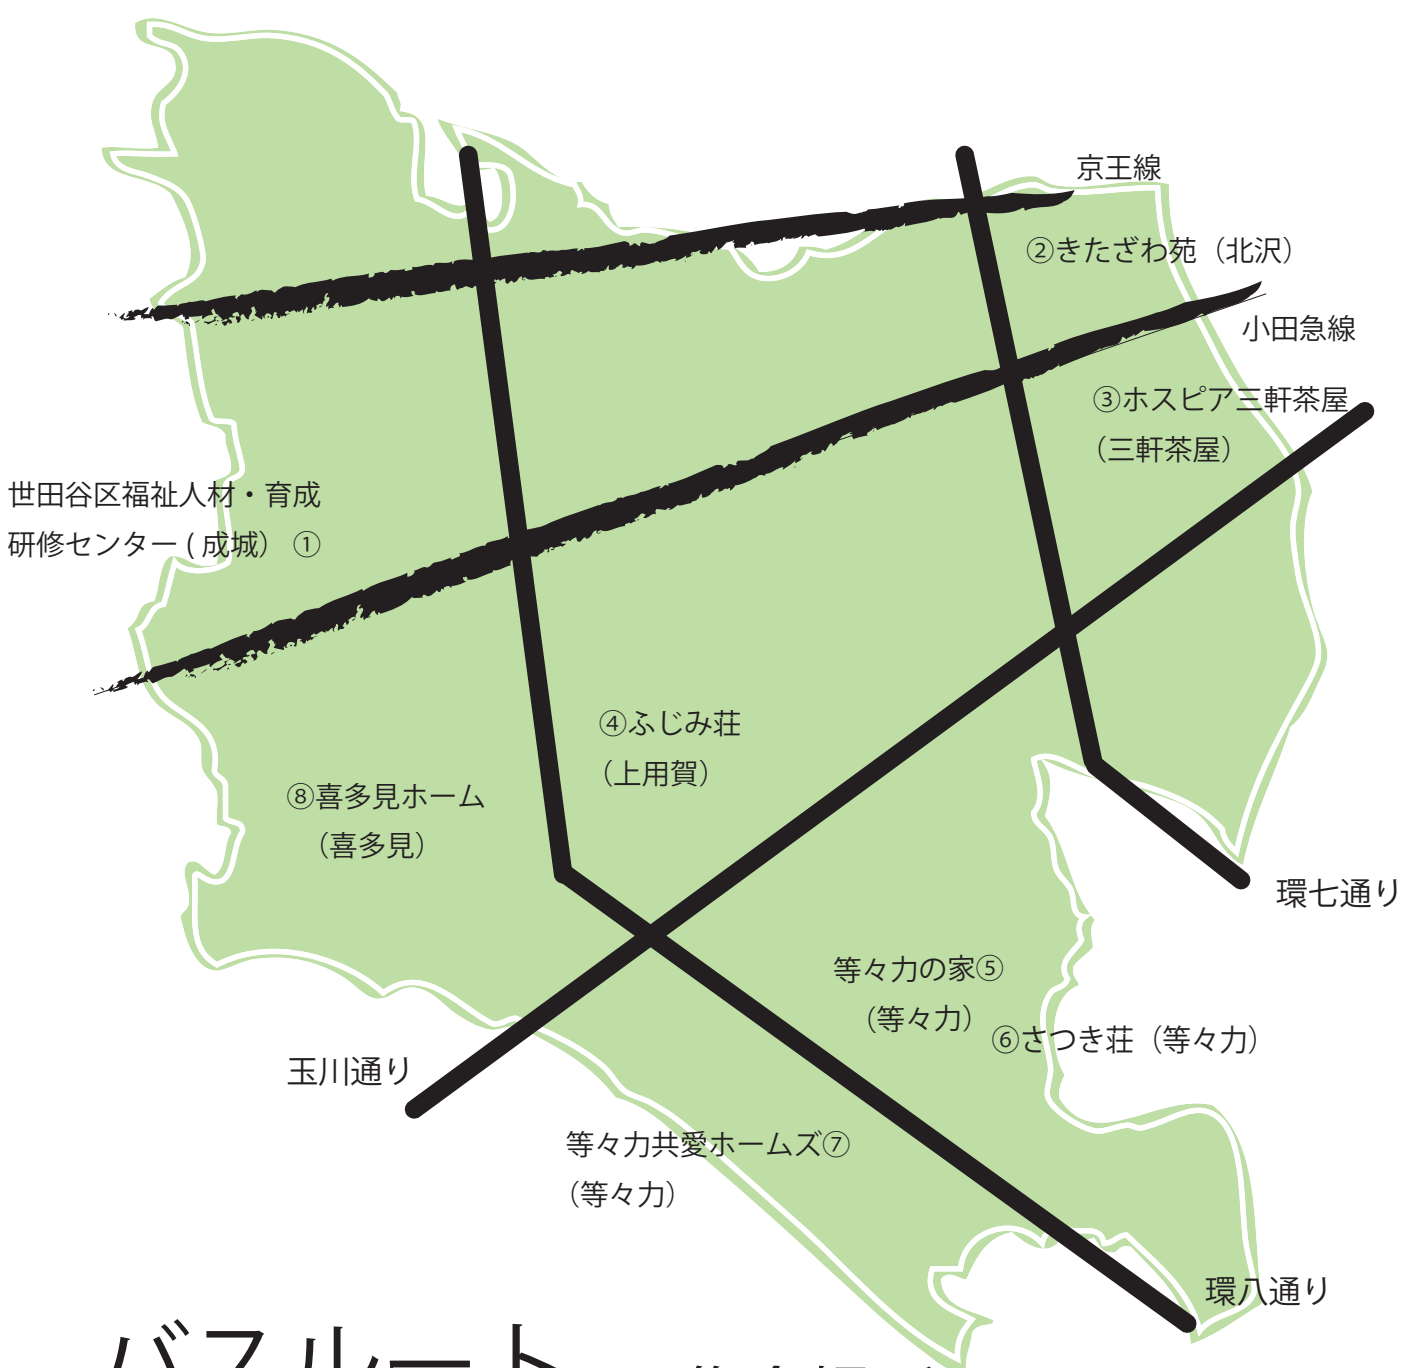 京王線
②きたざわ苑（北沢）
小田急線
③ホスピア三軒茶屋
（三軒茶屋）
世田谷区福祉人材・育成
研修センター(成城） ①
④ふじみ荘
（上用賀）
⑧喜多見ホーム
（喜多見）
環七通り
等々力の家⑤
（等々力）
⑥さつき荘（等々力）
玉川通り
等々力共愛ホームズ⑦
（等々力）
環八通り
バスルート